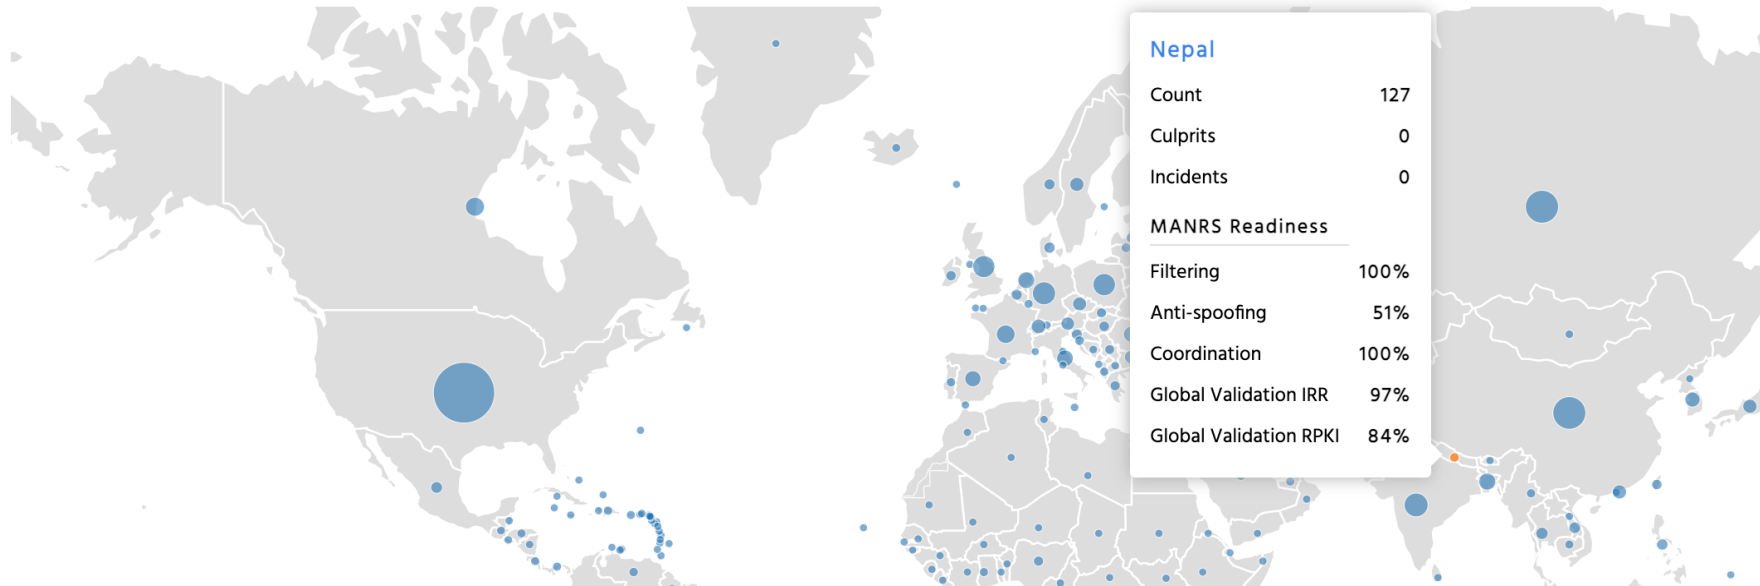 Nepal
Count 127
Culprits 0
Incidents 0
MANRS Readiness
Filtering 100%
Anti-spoofing 51%
Coordination 100%
Global Validation IRR 97%
Global Validation RPKI 84%